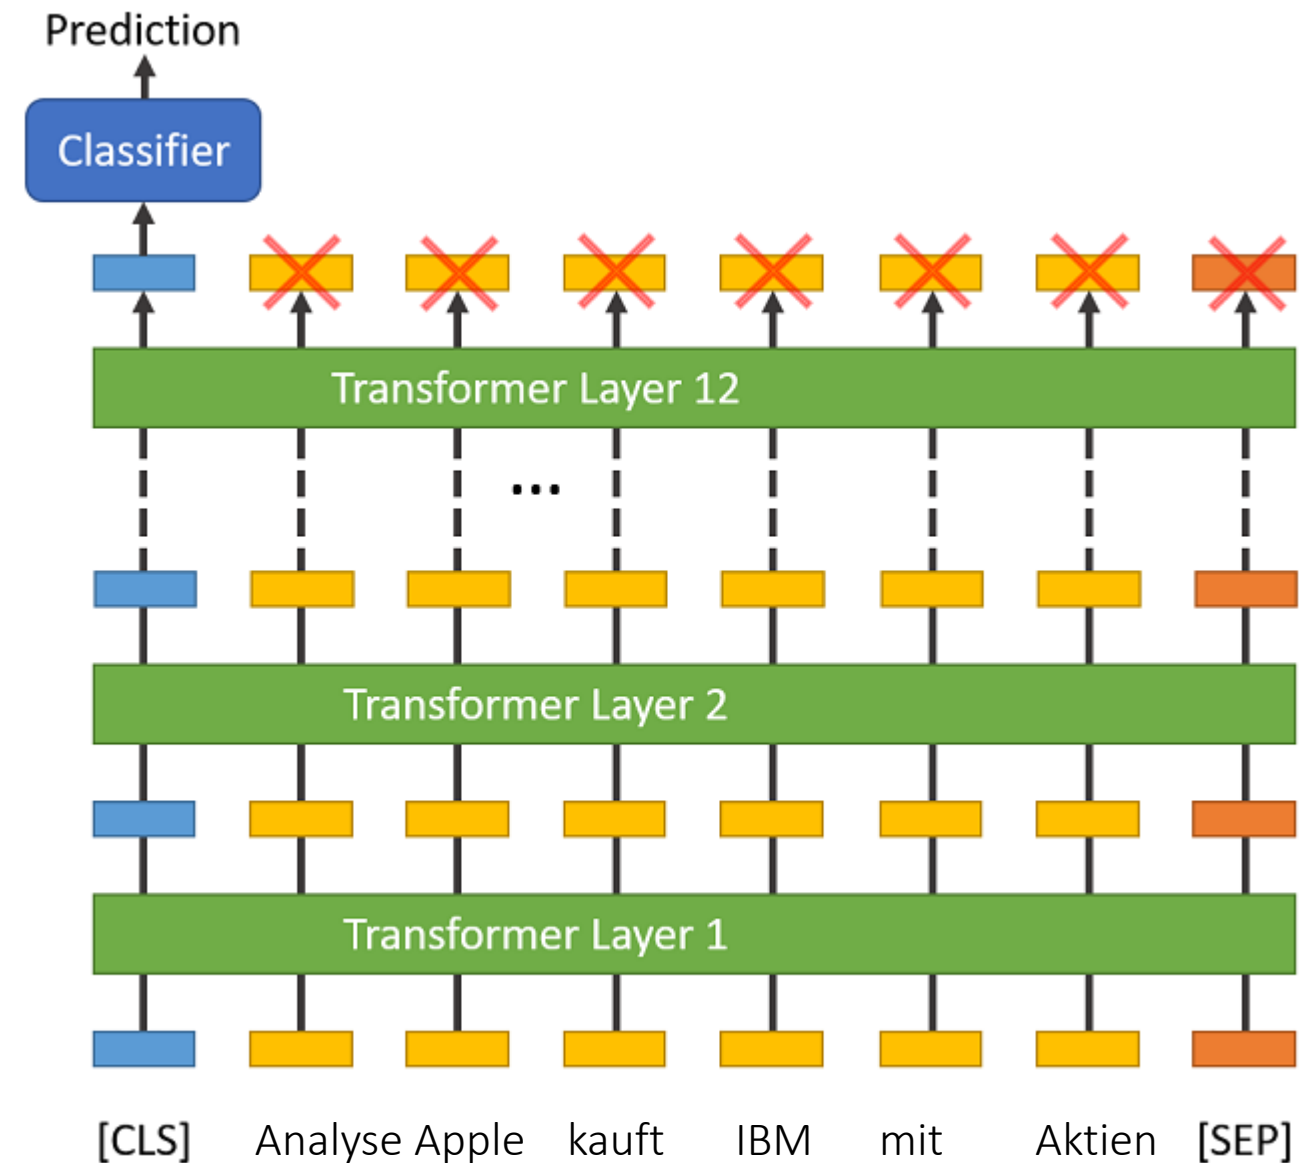 Prediction
Classifier
Transformer Layer 12
...
Transformer Layer 2
Transformer Layer 1
[CLS] Analyse Apple kauft IBM mit Aktien [SEP]